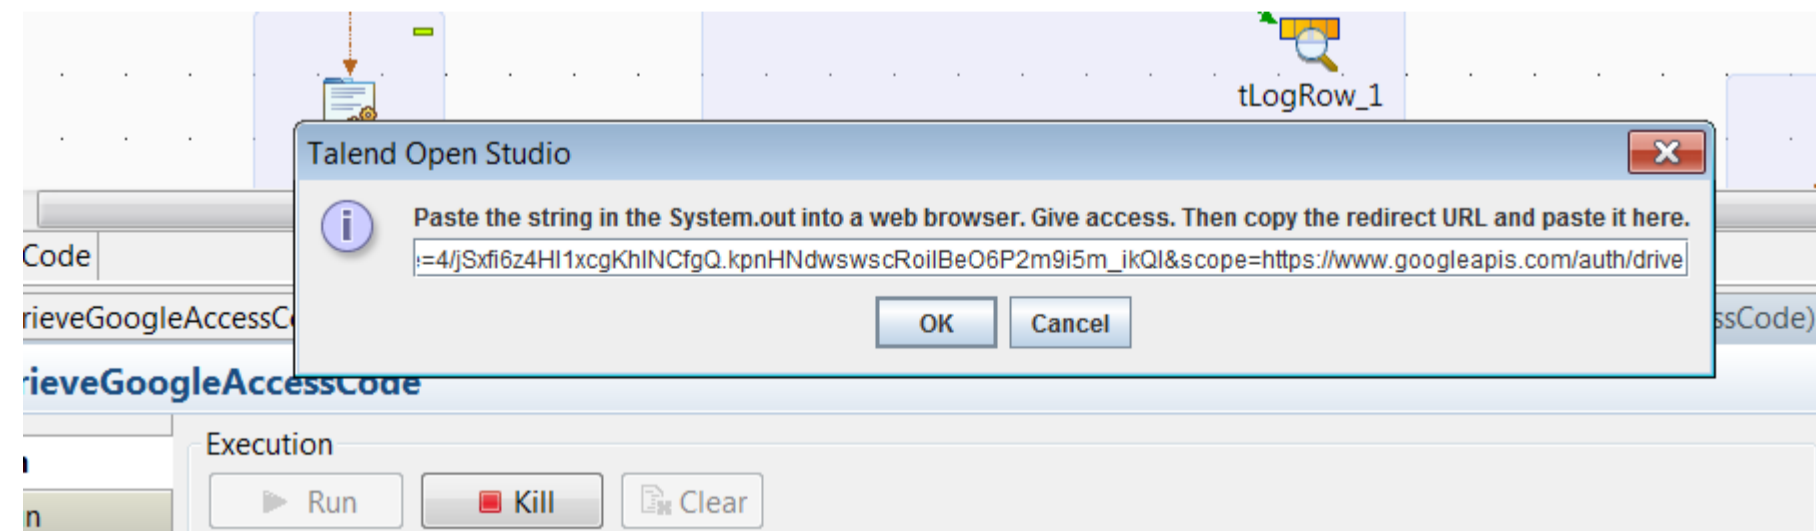 tLogRow_1
Talend Open Studio
Paste the string in the System.out into a web browser. Give access. Then copy the redirect URL and paste it here.
=4/jSxfi6z4HI1xcgKhINCfgQ.kpnHNdwswscRoiIBeO6P2m9i5m_ikQI&scope=https://www.googleapis.com/auth/drive
Code
OK Cancel
rieveGoogleAccessC ssCode)
rieveGoogleAccessCode
Execution
Run Kill Clear
n